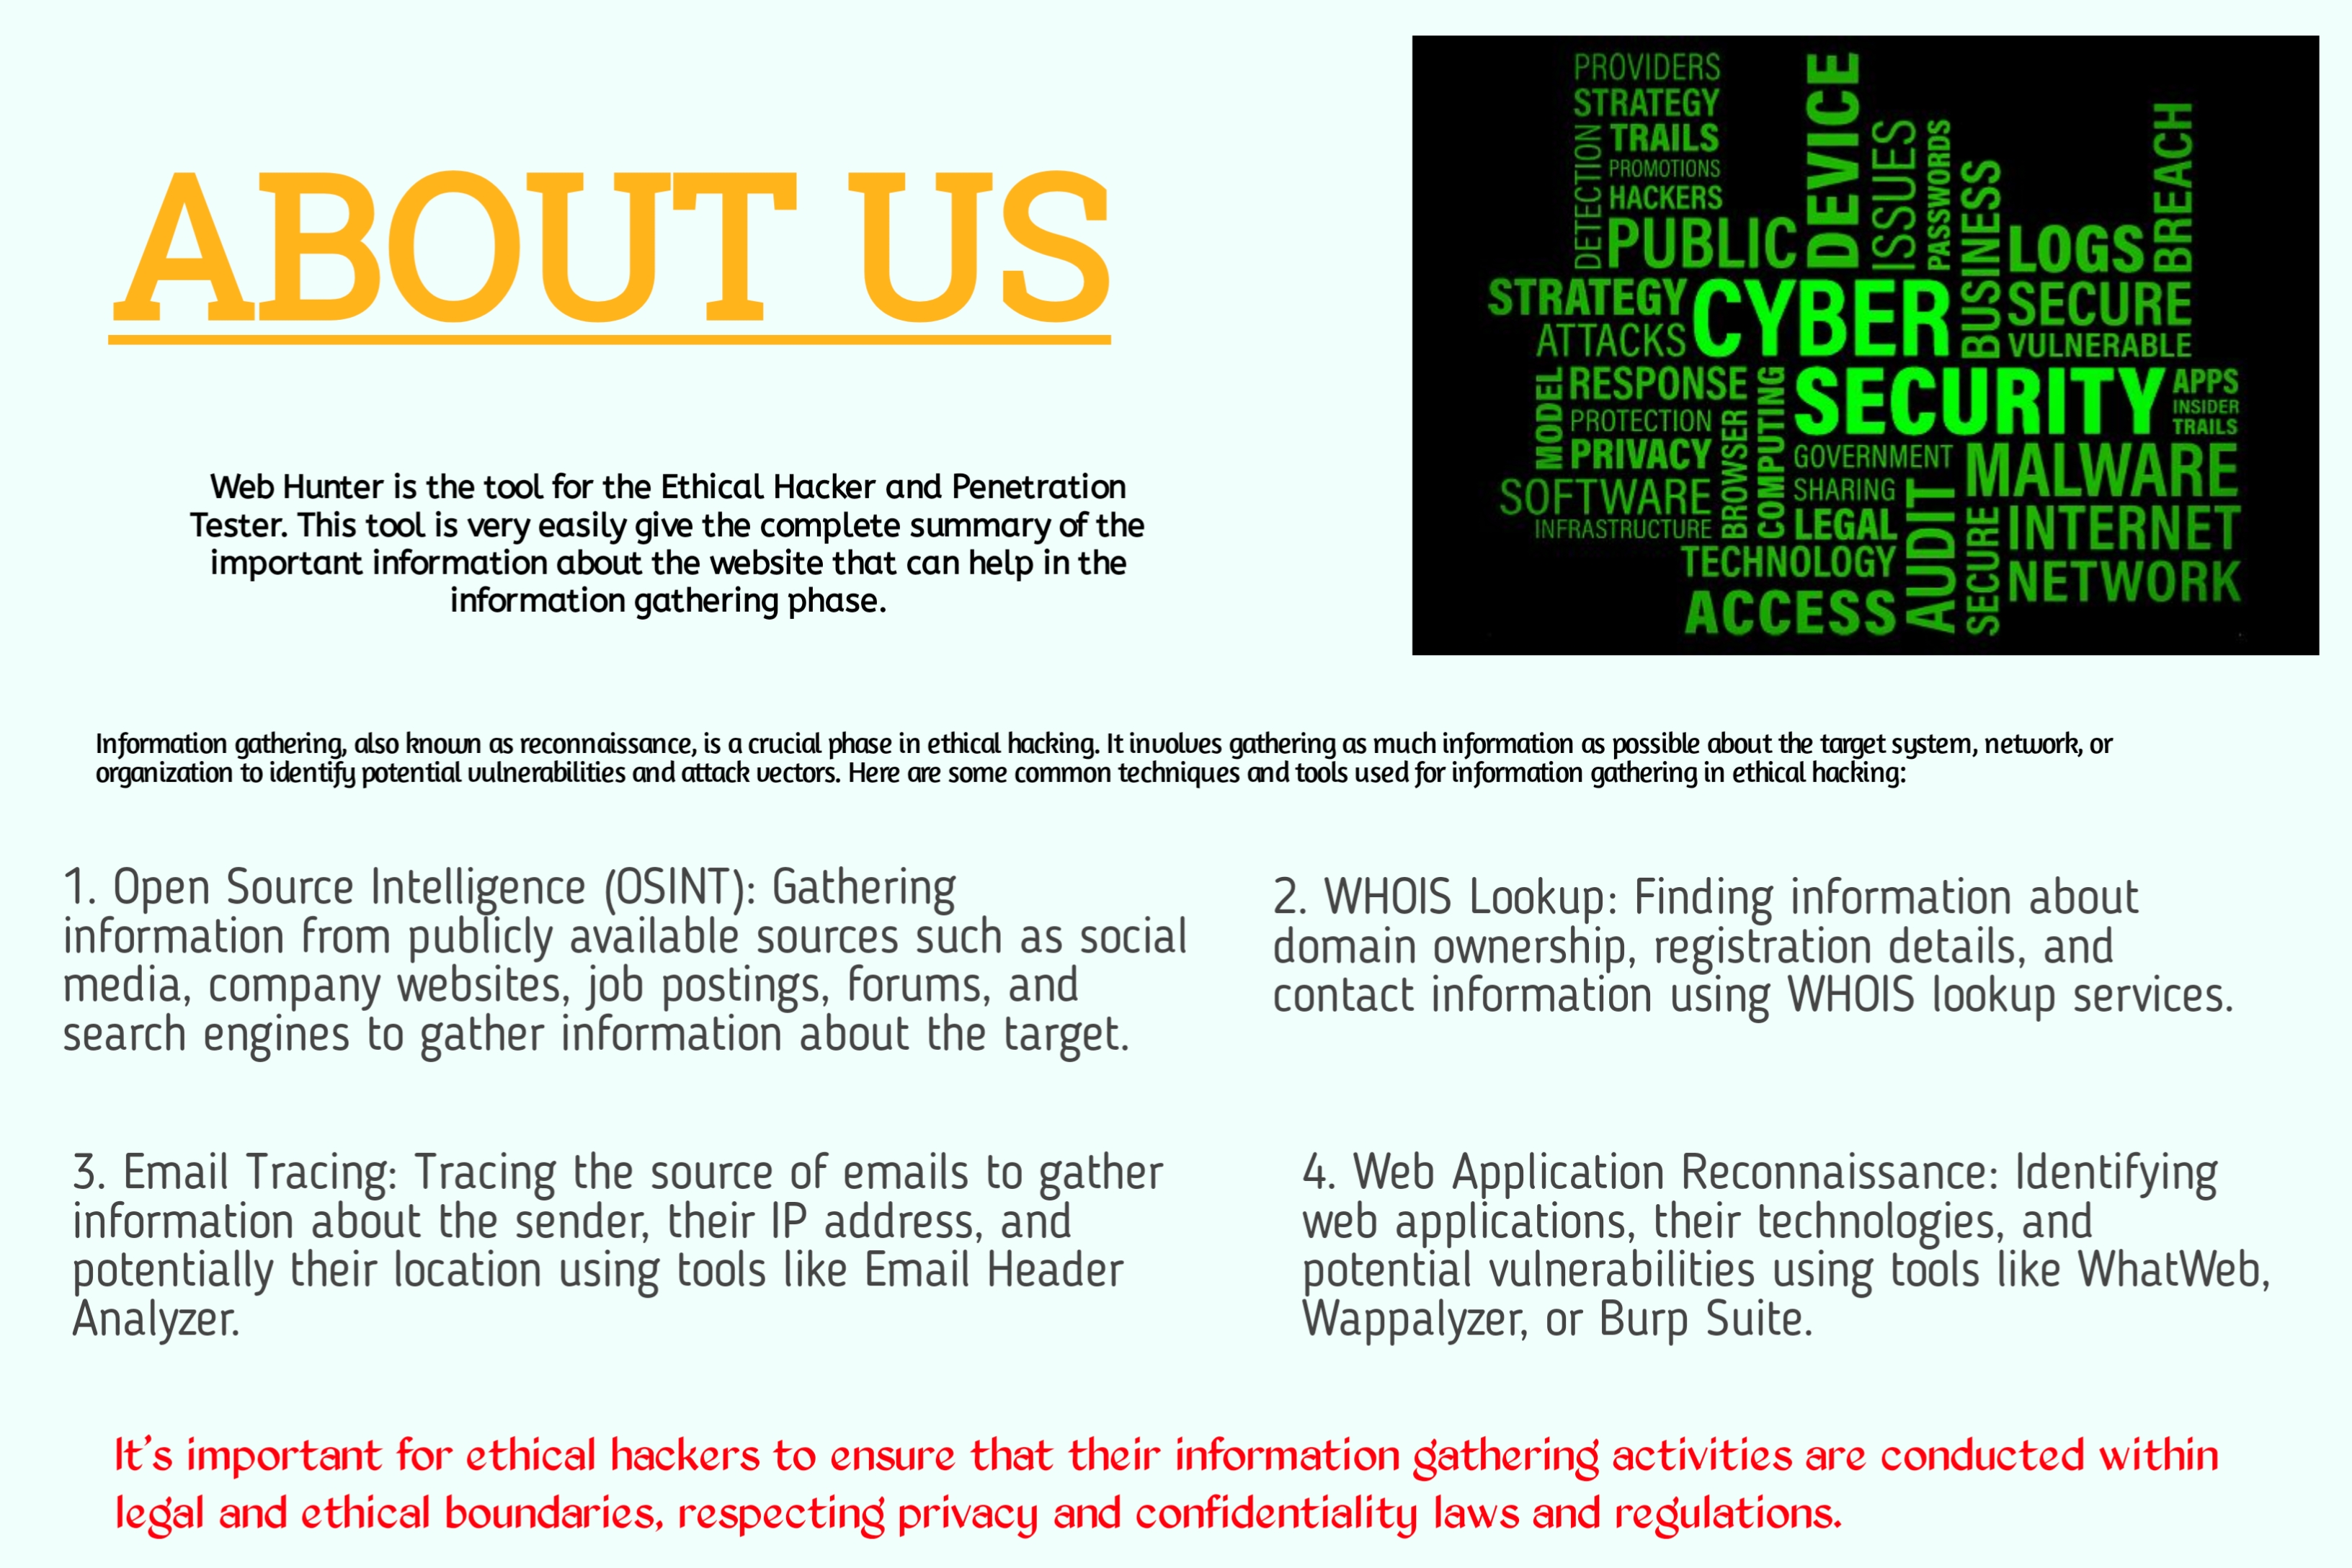 ABOUT US
Web Hunter is the tool for the Ethical Hacker and Penetration
Tester. This tool is very easily give the complete summary of the
important information about the website that can help in the
information gathering phase.
PROVIDERS
STRATEGY
TRAILS
PROMOTIONS
HACKERS
DETECTION
PUBLIC
DEVICE
ISSUES
PASSWORDS
BUSINESS
LOGS
BREACH
STRATEGY
CYBER
SECURE
ATTACKS
VULNERABLE
MODEL
RESPONSE
PROTECTION
PRIVACY
BROWSER
COMPUTING
SECURITY
APPS
INSIDER
TRAILS
GOVERNMENT
MALWARE
SOFTWARE
SHARING
INFRASTRUCTURE
LEGAL
AUDIT
SECURE
INTERNET
TECHNOLOGY
NETWORK
ACCESS
Information gathering, also known as reconnaissance, is a crucial phase in ethical hacking. It involves gathering as much information as possible about the target system, network, or
organization to identify potential vulnerabilities and attack vectors. Here are some common techniques and tools used for information gathering in ethical hacking:
1. Open Source Intelligence (OSINT): Gathering
information from publicly available sources such as social
media, company websites, job postings, forums, and
search engines to gather information about the target.
2. WHOIS Lookup: Finding information about
domain ownership, registration details, and
contact information using WHOIS lookup services.
3. Email Tracing: Tracing the source of emails to gather
information about the sender, their IP address, and
potentially their location using tools like Email Header
Analyzer.
4. Web Application Reconnaissance: Identifying
web applications, their technologies, and
potential vulnerabilities using tools like WhatWeb,
Wappalyzer, or Burp Suite.
It's important for ethical hackers to ensure that their information gathering activities are conducted within
legal and ethical boundaries, respecting privacy and confidentiality laws and regulations.